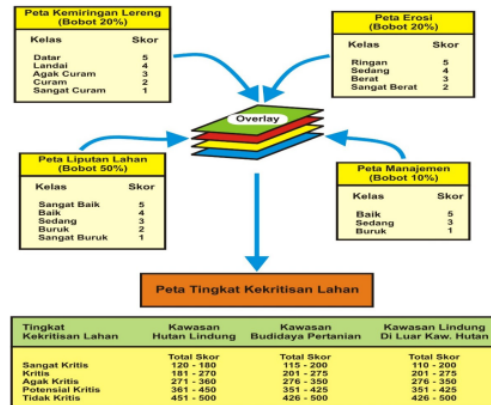 Peta Kemiringan Lereng
(Bobot 20%)
Kelas Skor
Datar 5
Landai 4
Agak Curam 3
Curam 2
Sangat Curam 1
Peta Erosi
(Bobot 20%)
Kelas Skor
Ringan 5
Sedang 4
Berat 3
Sangat Berat 2
Overlay
Peta Liputan Lahan
(Bobot 50%)
Kelas Skor
Sangat Baik 5
Baik 4
Sedang 3
Buruk 2
Sangat Buruk 1
Peta Manajemen
(Bobot 10%)
Kelas Skor
Baik 5
Sedang 3
Buruk 1
Peta Tingkat Kekritisan Lahan
Tingkat Kekritisan Lahan Kawasan Hutan Lindung Kawasan Budidaya Pertanian Kawasan Lindung Di Luar Kaw. Hutan
Total Skor Total Skor Total Skor
Sangat Kritis 120 - 180 115 - 200 110 - 200
Kritis 181 - 270 201 - 275 201 - 275
Agak Kritis 271 - 360 276 - 350 276 - 350
Potensial Kritis 361 - 450 351 - 425 351 - 425
Tidak Kritis 451 - 500 426 - 500 426 - 500